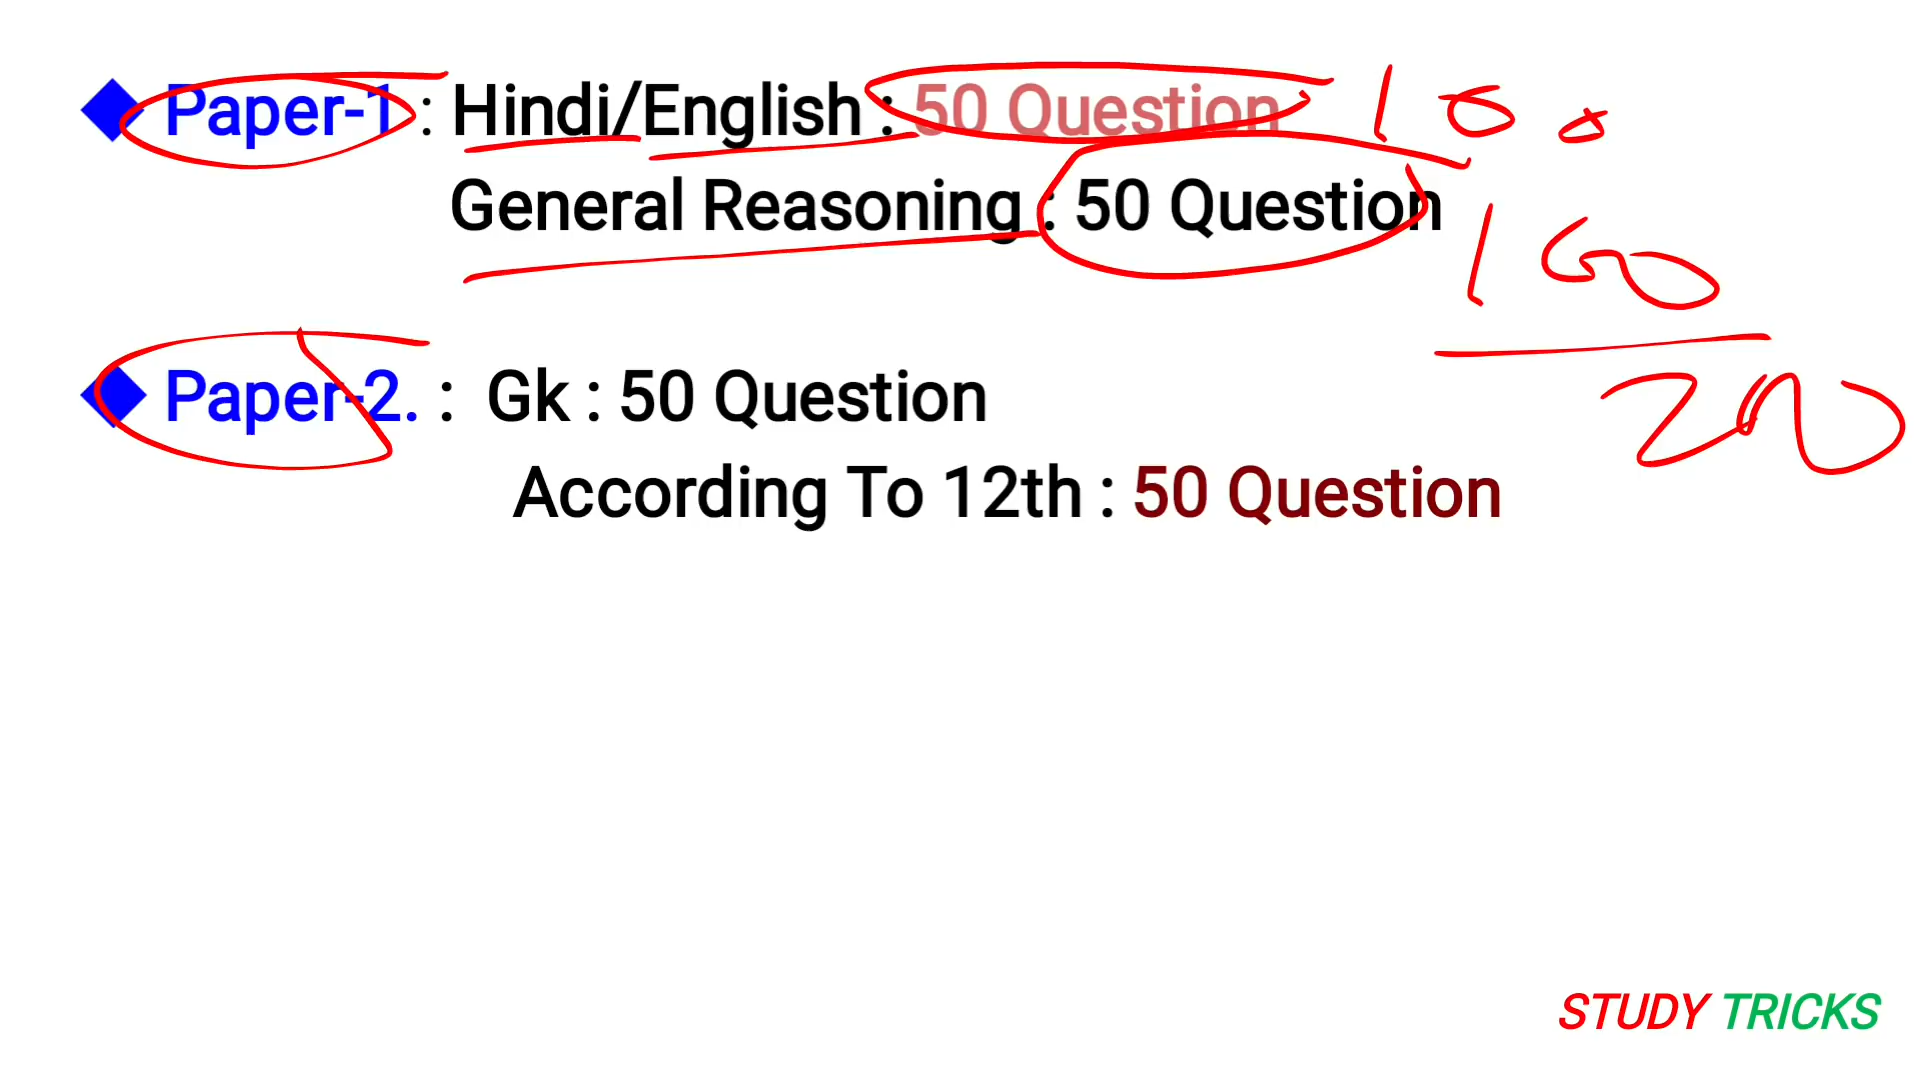 Paper-1 : Hindi/English : 50 Question 100
General Reasoning : 50 Question 100
200
Paper-2. : Gk : 50 Question
According To 12th : 50 Question
STUDY TRICKS